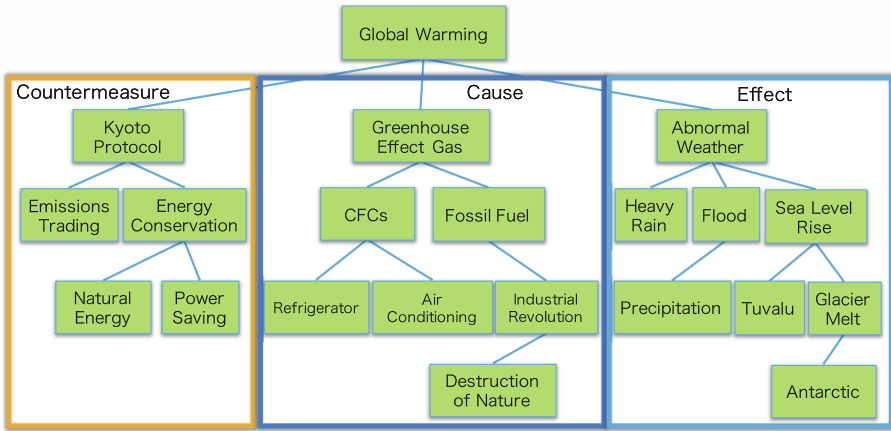 Global Warming
Countermeasure
Cause
Effect
Kyoto
Protocol
Greenhouse
Effect Gas
Abnormal
Weather
Emissions
Trading
Energy
Conservation
CFCs
Fossil Fuel
Heavy
Rain
Flood
Sea Level
Rise
Natural
Energy
Power
Saving
Refrigerator
Air
Conditioning
Industrial
Revolution
Precipitation
Tuvalu
Glacier
Melt
Destruction
of Nature
Antarctic